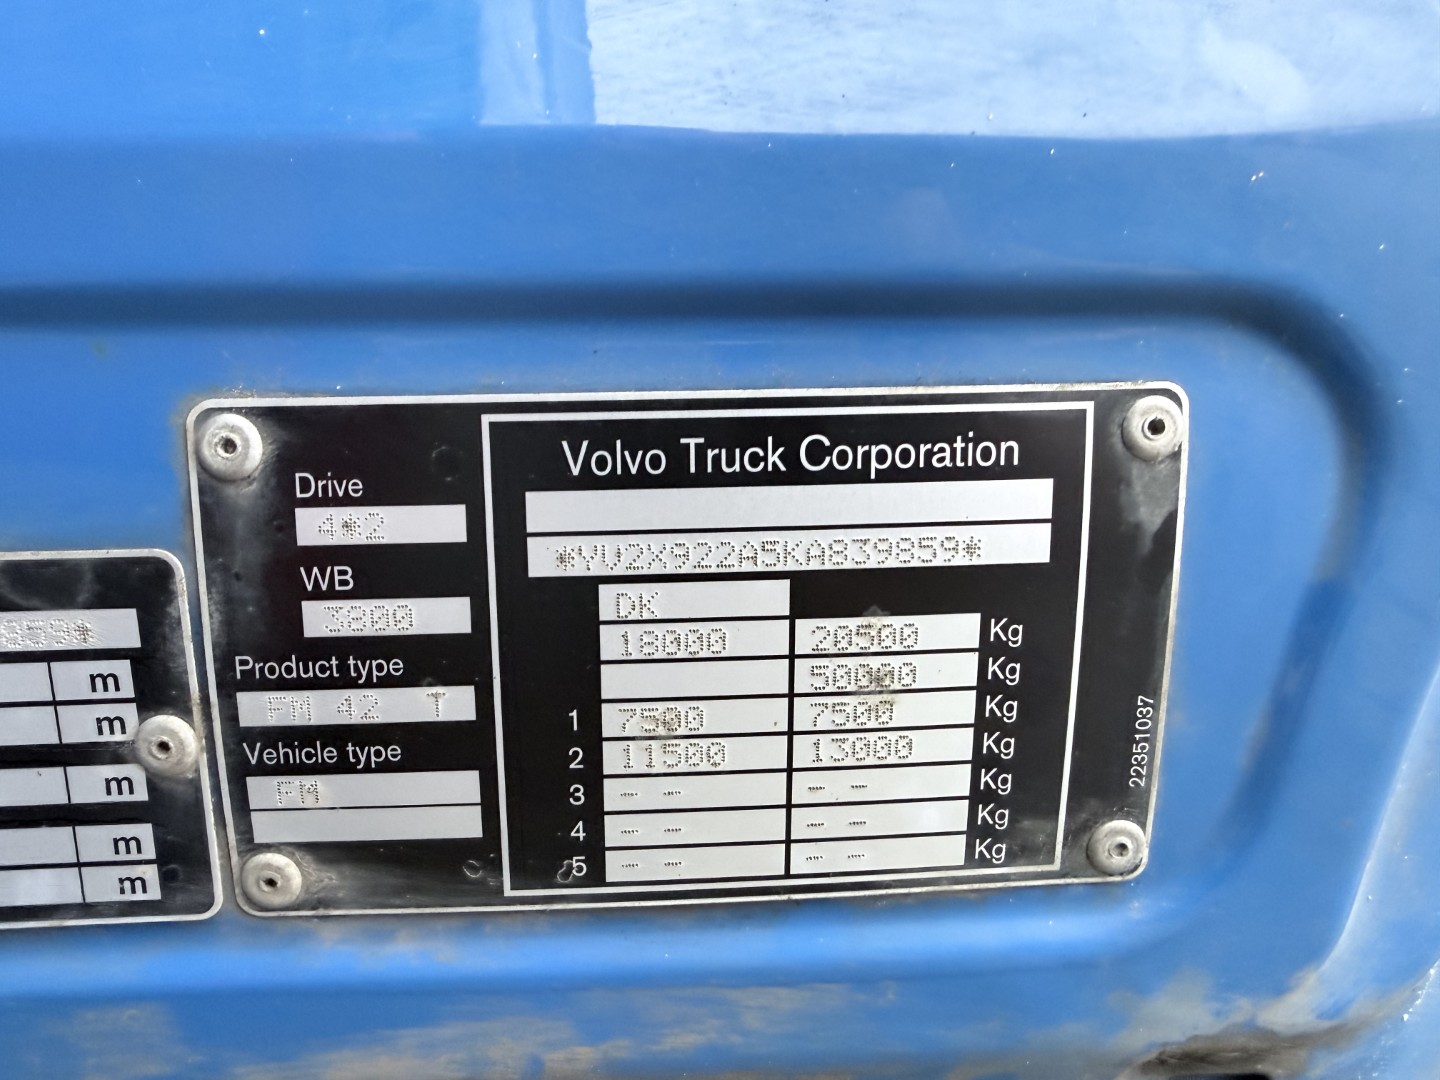 Volvo Truck Corporation
Drive
4*2
*YV2X922A5KA839859*
WB
3800
DK
18000 20500 Kg
50000 Kg
Product type
FM 42 T
1 7500 7500 Kg
Vehicle type
2 11500 13000 Kg
FM
3 -- -- -- -- Kg
4 -- -- -- -- Kg
5 -- -- -- -- Kg
22351037
859*
m
m
m
m
m